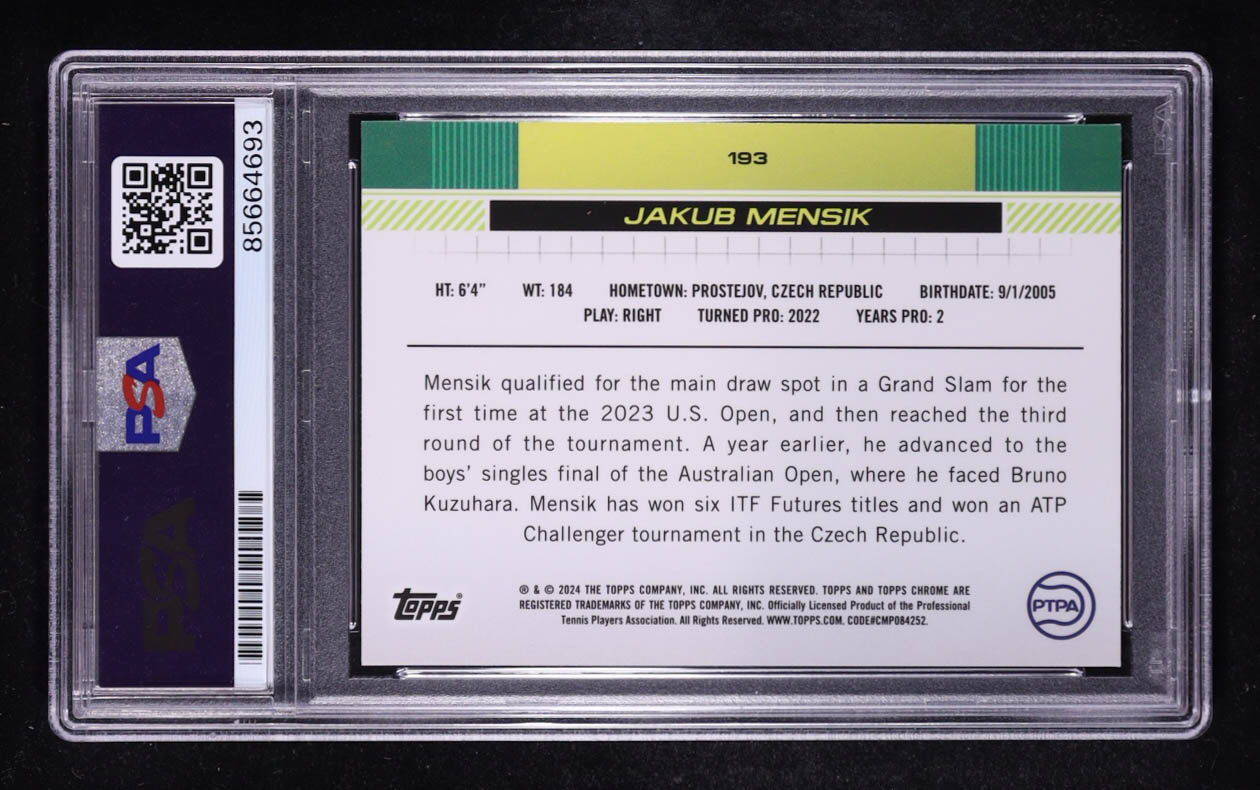 85664693
PSA
PSA
PSA
193
JAKUB MENSIK
HT: 6'4" WT: 184 HOMETOWN: PROSTEJOV, CZECH REPUBLIC BIRTHDATE: 9/1/2005
PLAY: RIGHT TURNED PRO: 2022 YEARS PRO: 2
Mensik qualified for the main draw spot in a Grand Slam for the
first time at the 2023 U.S. Open, and then reached the third
round of the tournament. A year earlier, he advanced to the
boys' singles final of the Australian Open, where he faced Bruno
Kuzuhara. Mensik has won six ITF Futures titles and won an ATP
Challenger tournament in the Czech Republic.
Topps®
® & © 2024 THE TOPPS COMPANY, INC. ALL RIGHTS RESERVED. TOPPS AND TOPPS CHROME ARE
REGISTERED TRADEMARKS OF THE TOPPS COMPANY, INC. Officially Licensed Product of the Professional
Tennis Players Association. All Rights Reserved. WWW.TOPPS.COM. CODE#CMP084252.
PTPA